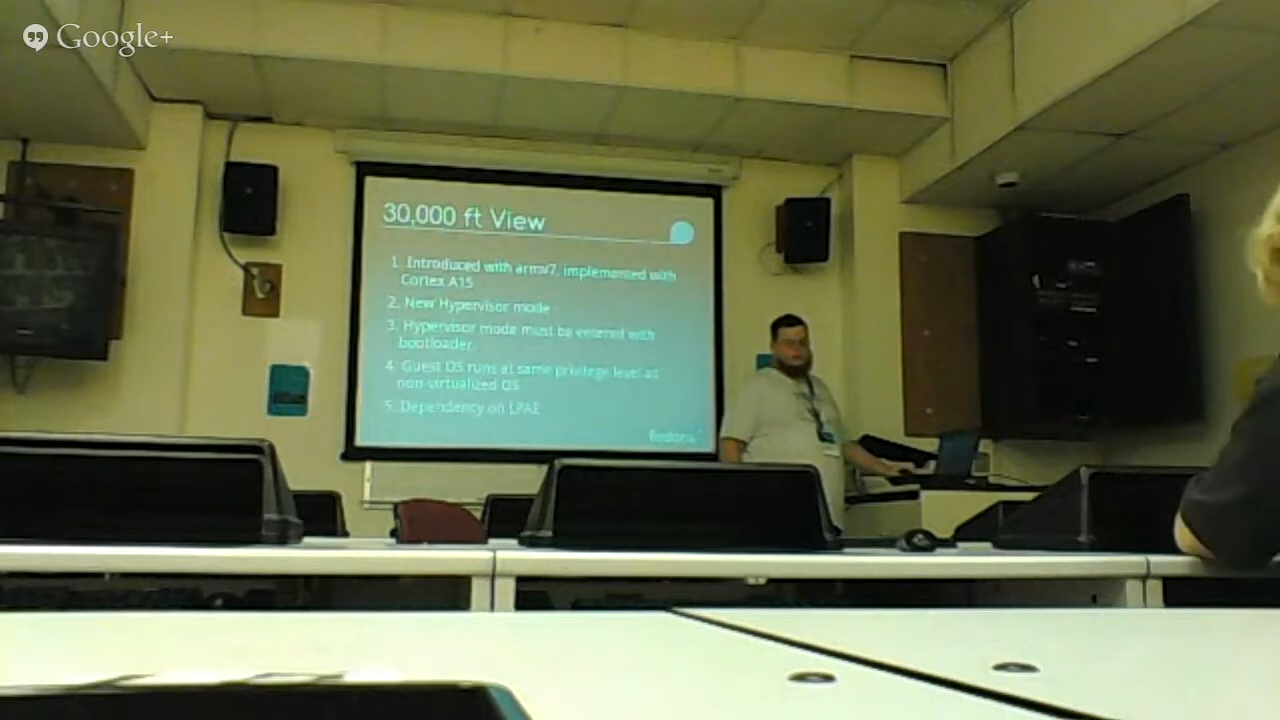 Google+
30,000 ft View
1. Introduced with armv7, implemented with
Cortex A15
2. New Hypervisor mode
3. Hypervisor mode must be entered with
bootloader.
4. Guest OS runs at same privilege level as
non-virtualized OS
5. Dependency on LPAE
fedora